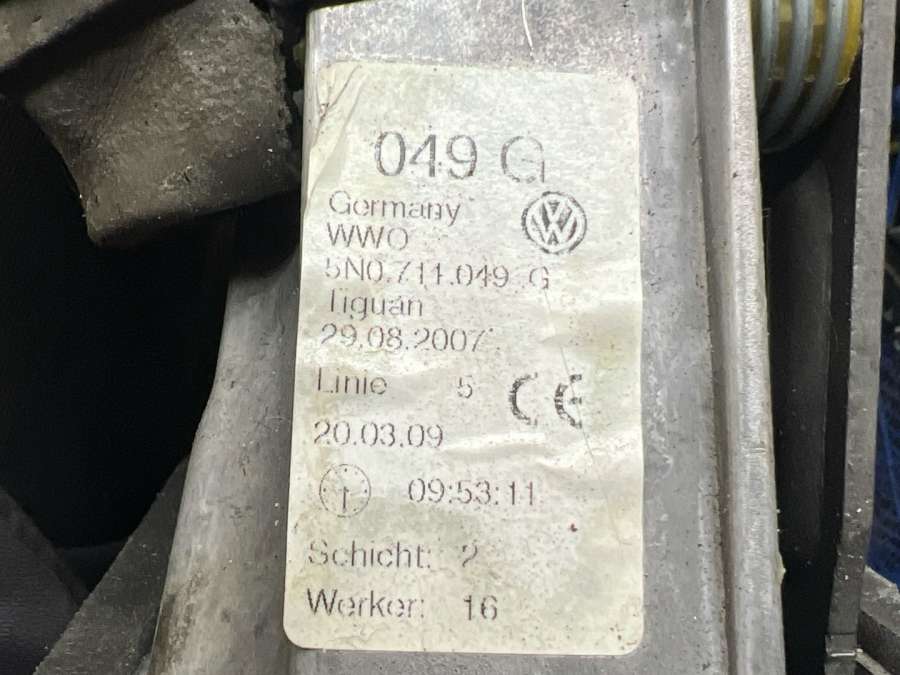 049 G
Germany
WWO
5N0.711.049 G
Tiguan
29.08.2007
Linie 5
CE
20.03.09
09:53:11
Schicht: 2
Werker: 16